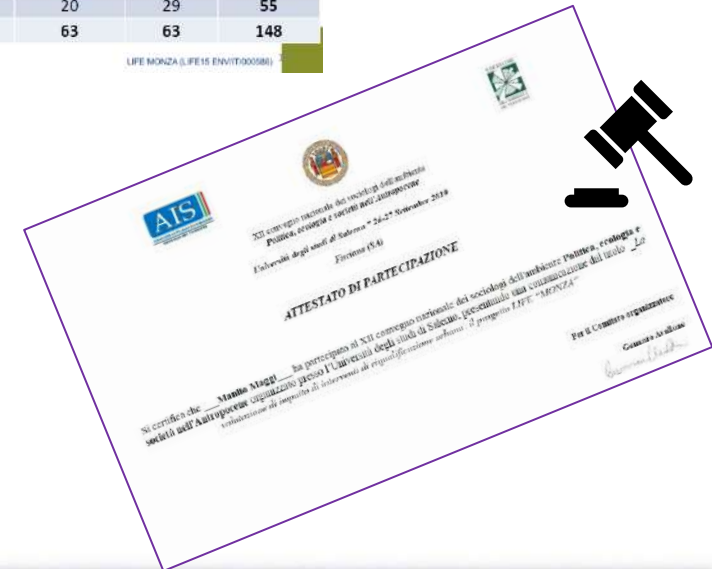 20 29 55
63 63 148
LIFE MONZA (LIFE15 ENV/IT/000586)
AIS
XII convegno nazionale dei sociologi dell'ambiente
Politica, ecologia e società nell'Antropocene
Università degli studi di Salerno 26-27 Settembre 2019
Fisciano (SA)
ATTESTATO DI PARTECIPAZIONE
Si certifica che ___Manlio Maggi___ ha partecipato al XII convegno nazionale dei sociologi dell'ambiente Politica, ecologia e
società nell'Antropocene organizzato presso l'Università degli studi di Salerno, presentando una comunicazione dal titolo _La
valutazione di impatto di interventi di riqualificazione urbana: il progetto LIFE "MONZA"
Per il Comitato organizzatore
Gennaro Avallone